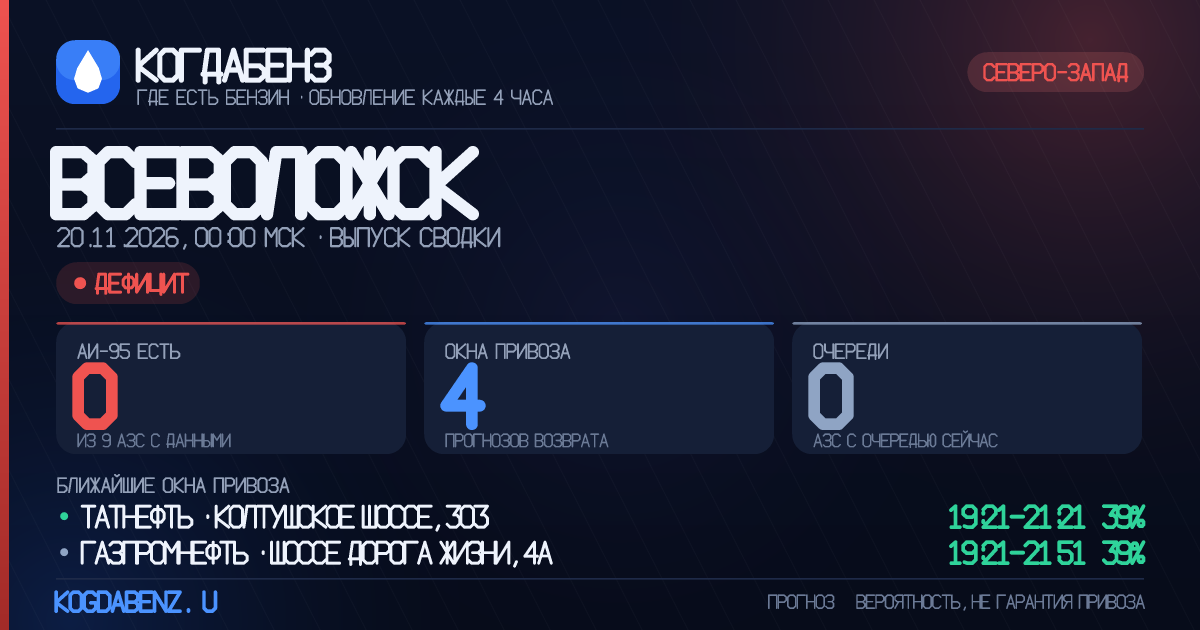 КОГДАБЕНЗ
ГДЕ ЕСТЬ БЕНЗИН · ОБНОВЛЕНИЕ КАЖДЫЕ 4 ЧАСА
СЕВЕРО-ЗАПАД
ВСЕВОЛОЖСК
20.11.2026, 00:00 МСК · ВЫПУСК СВОДКИ
• ДЕФИЦИТ
АИ-95 ЕСТЬ
0
ИЗ 9 АЗС С ДАННЫМИ
ОКНА ПРИВОЗА
4
ПРОГНОЗОВ ВОЗВРАТА
ОЧЕРЕДИ
0
АЗС С ОЧЕРЕДЬЮ СЕЙЧАС
БЛИЖАЙШИЕ ОКНА ПРИВОЗА
• ТАТНЕФТЬ · КОЛТУШСКОЕ ШОССЕ, 303 19:21-21:21 39%
• ГАЗПРОМНЕФТЬ · ШОССЕ ДОРОГА ЖИЗНИ, 4А 19:21-21:51 39%
KOGDABENZ. U
ПРОГНОЗ ВЕРОЯТНОСТЬ, НЕ ГАРАНТИЯ ПРИВОЗА